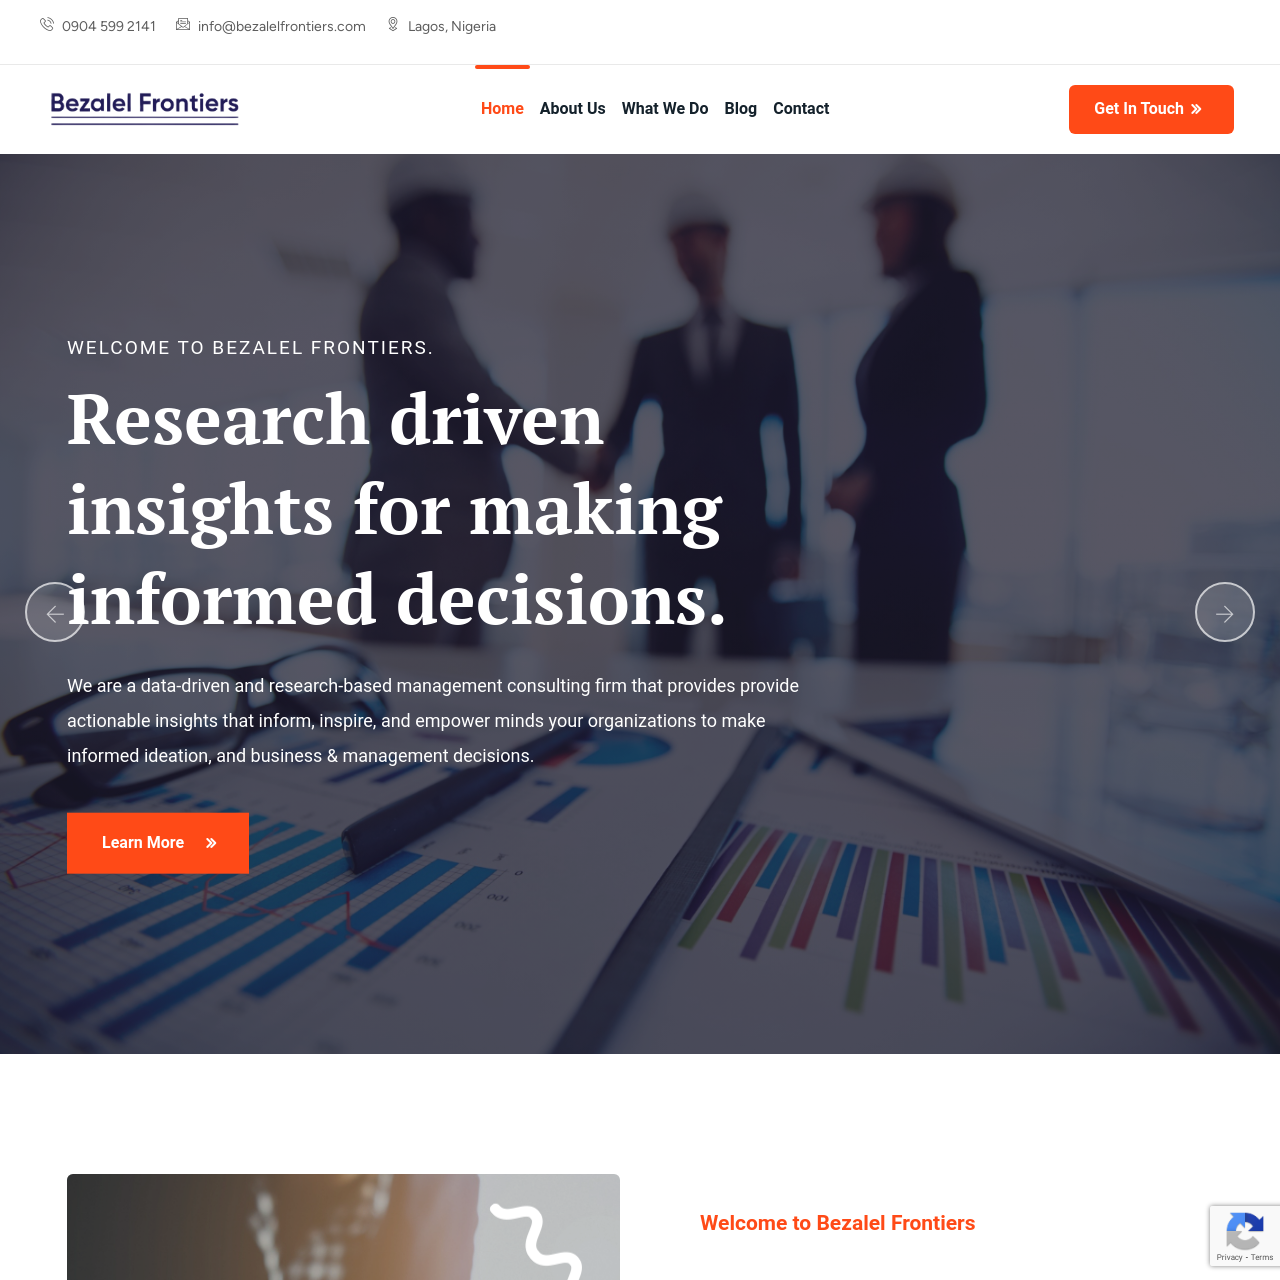 0904 599 2141 info@bezalelfrontiers.com Lagos, Nigeria
Bezalel Frontiers
Home About Us What We Do Blog Contact
Get In Touch
WELCOME TO BEZALEL FRONTIERS.
Research driven
insights for making
informed decisions.
We are a data-driven and research-based management consulting firm that provides provide
actionable insights that inform, inspire, and empower minds your organizations to make
informed ideation, and business & management decisions.
Learn More
Welcome to Bezalel Frontiers
Privacy - Terms